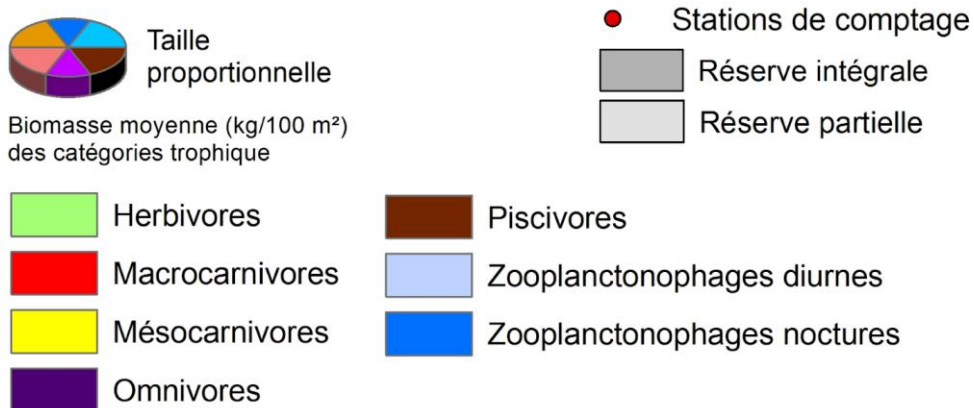 Taille
proportionnelle
Biomasse moyenne (kg/100 m²)
des catégories trophique
Stations de comptage
Réserve intégrale
Réserve partielle
Herbivores
Macrocarnivores
Mésocarnivores
Omnivores
Piscivores
Zooplanctonophages diurnes
Zooplanctonophages noctures